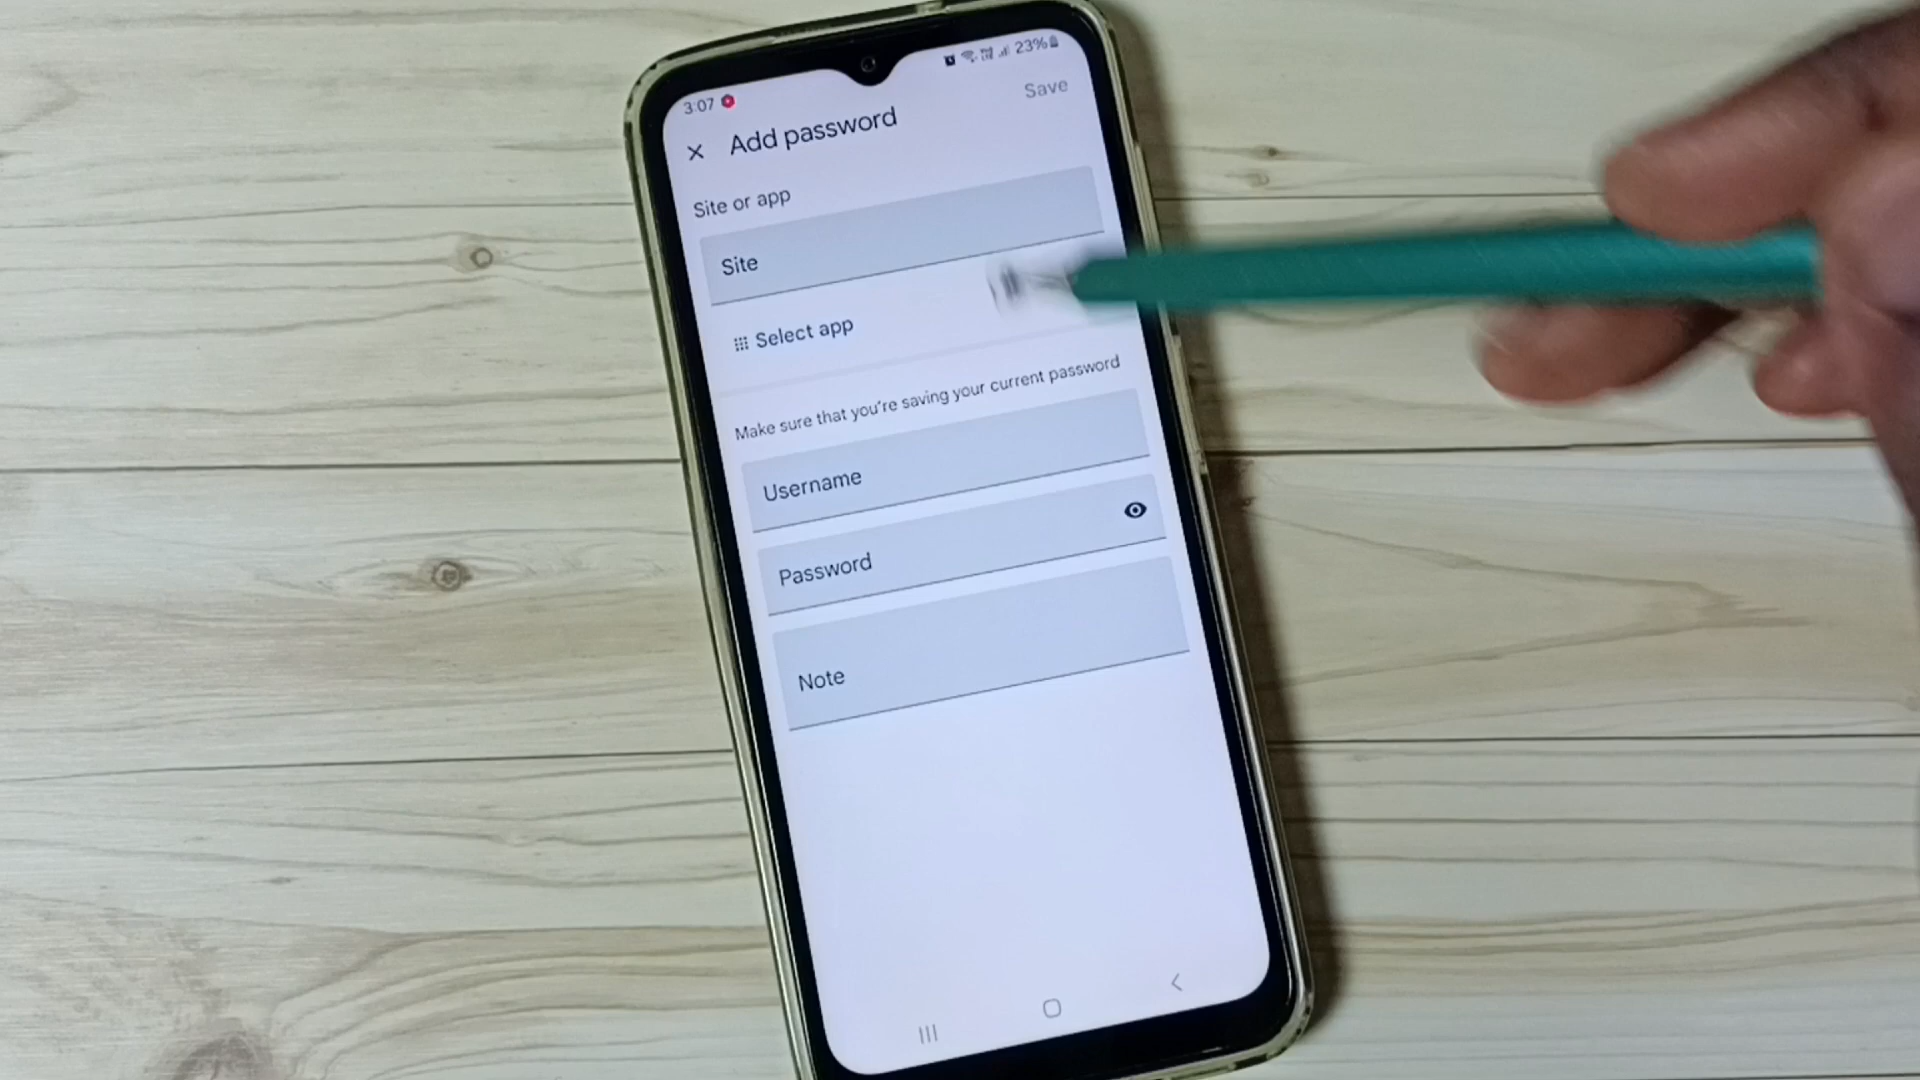 3:07 23%
Save
Add password
Site or app
Site
Select app
Make sure that you're saving your current password
Username
Password
Note